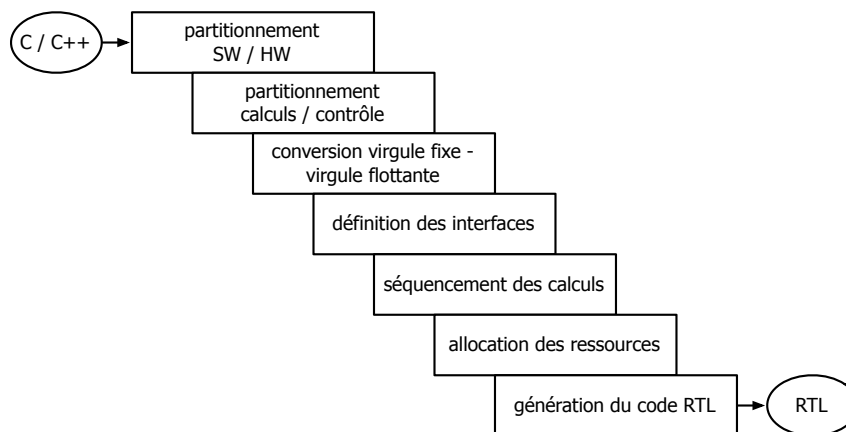 C / C++
partitionnement
SW / HW
partitionnement
calculs / contrôle
conversion virgule fixe -
virgule flottante
définition des interfaces
séquencement des calculs
allocation des ressources
génération du code RTL
RTL